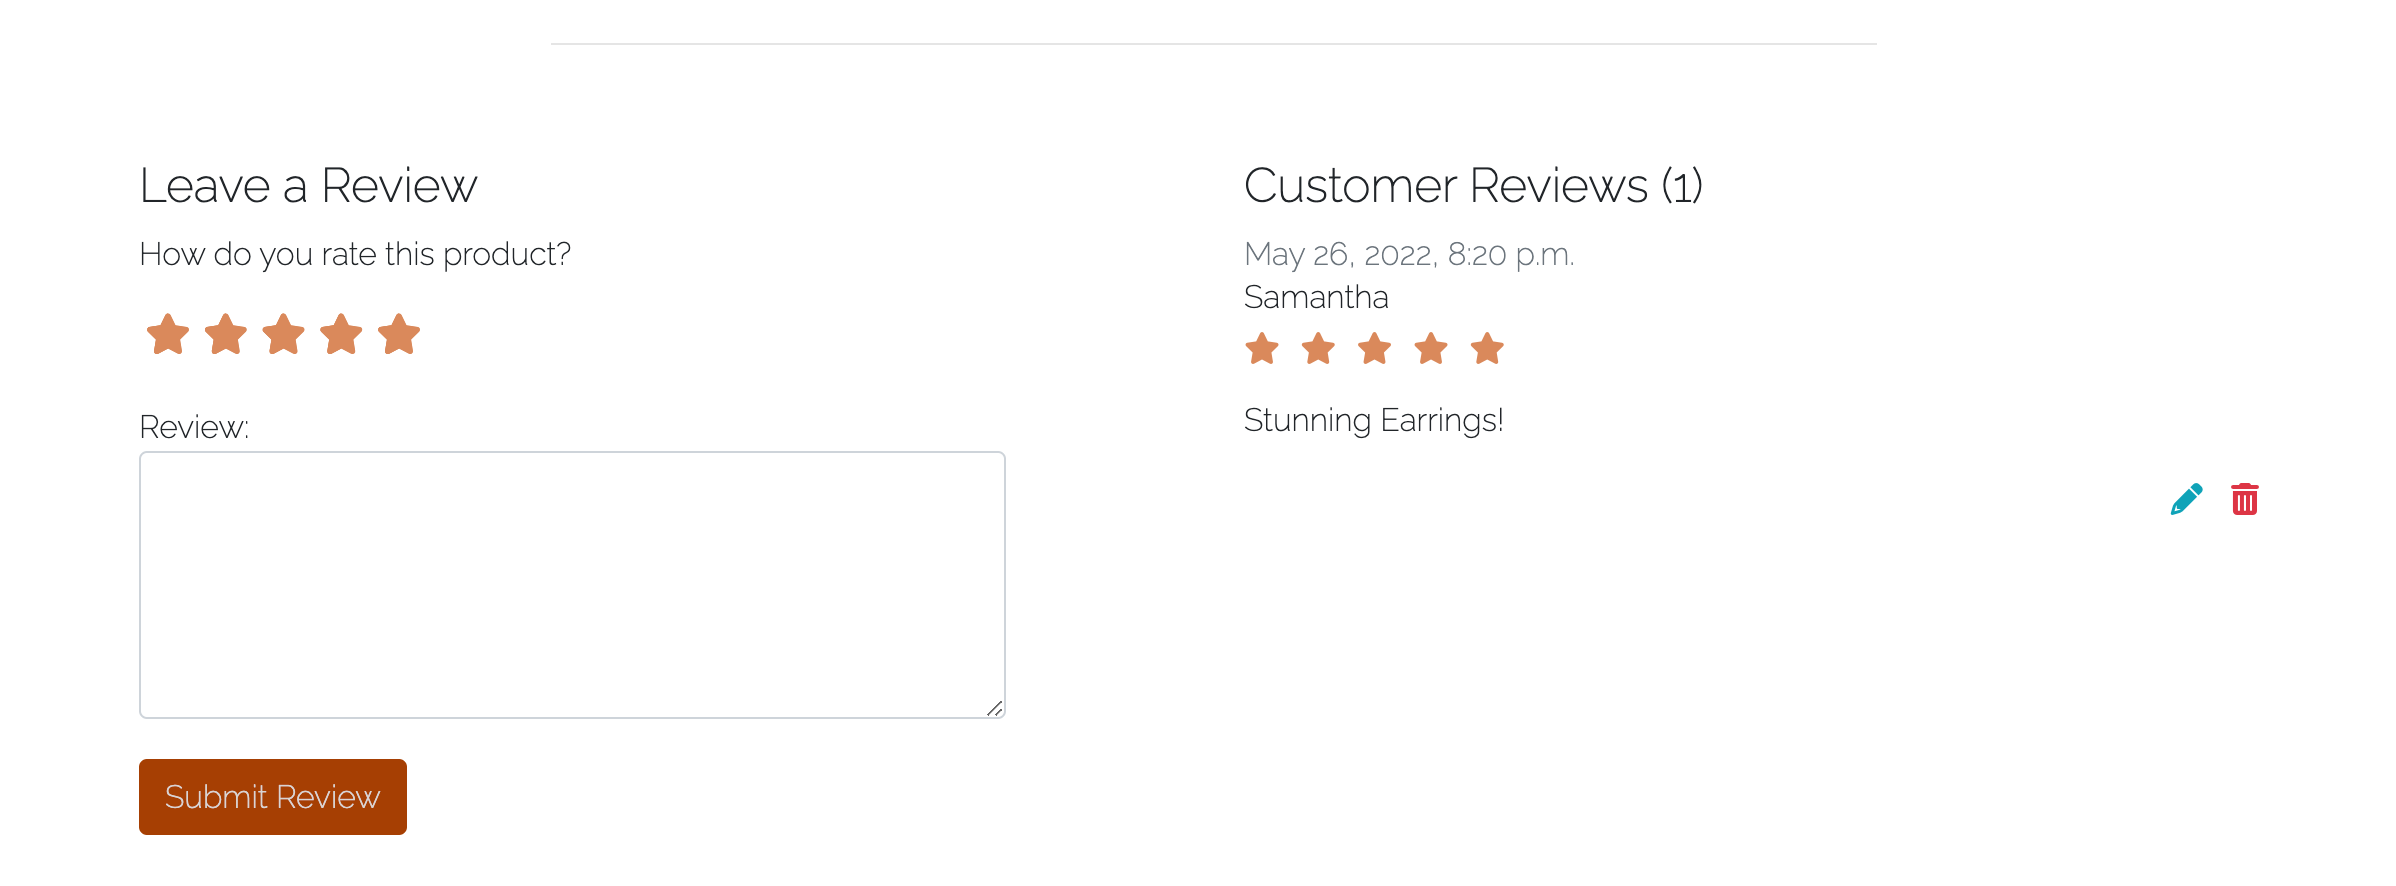 Leave a Review
How do you rate this product?
Review:
Submit Review
Customer Reviews (1)
May 26, 2022, 8:20 p.m.
Samantha
Stunning Earrings!